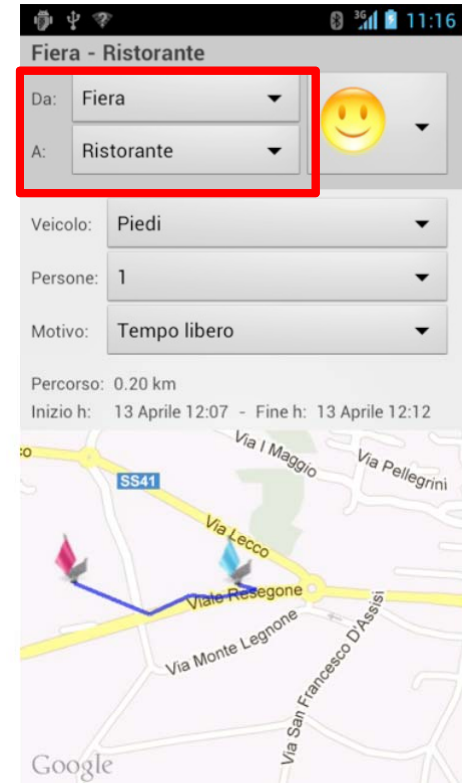 3G 11:16
Fiera - Ristorante
Da: Fiera
A: Ristorante
Veicolo: Piedi
Persone: 1
Motivo: Tempo libero
Percorso: 0.20 km
Inizio h: 13 Aprile 12:07 - Fine h: 13 Aprile 12:12
Via I Maggio
Via Pellegrini
SS41
Via Lecco
Viale Resegone
Via Monte Legnone
Via San Francesco D'Assisi
Google